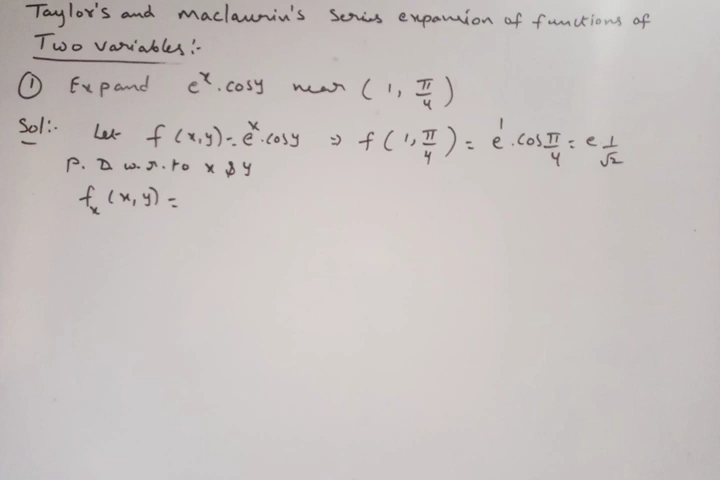 Taylor's and Maclaurin's Series expansion of functions of
Two variables:-
① Expand e^x.cosy near (1, π/4)
Sol:- Let f(x,y)=e^x.cosy ⇒ f(1, π/4) = e^1.cos π/4 = e 1/√2
P. D w.r.to x & y
f_x (x,y) =